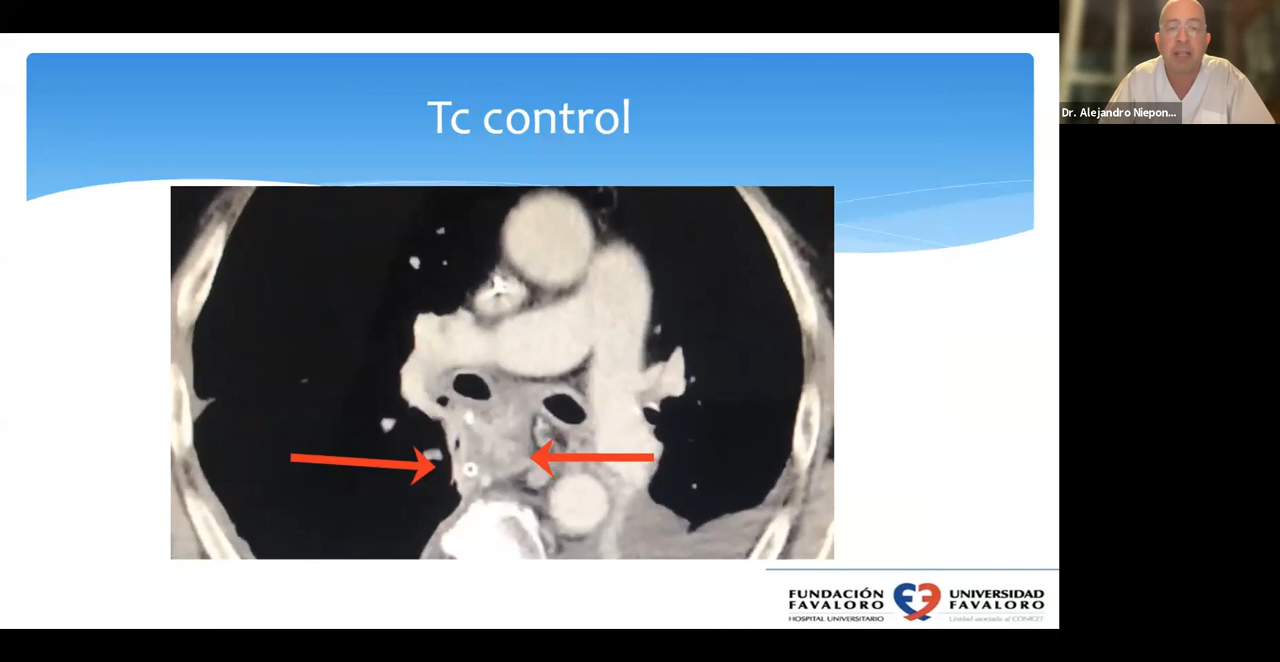 Tc control
Dr. Alejandro Niepon...
FUNDACIÓN
FAVALORO
HOSPITAL UNIVERSITARIO
UNIVERSIDAD
FAVALORO
Unidad asociada al CONICET